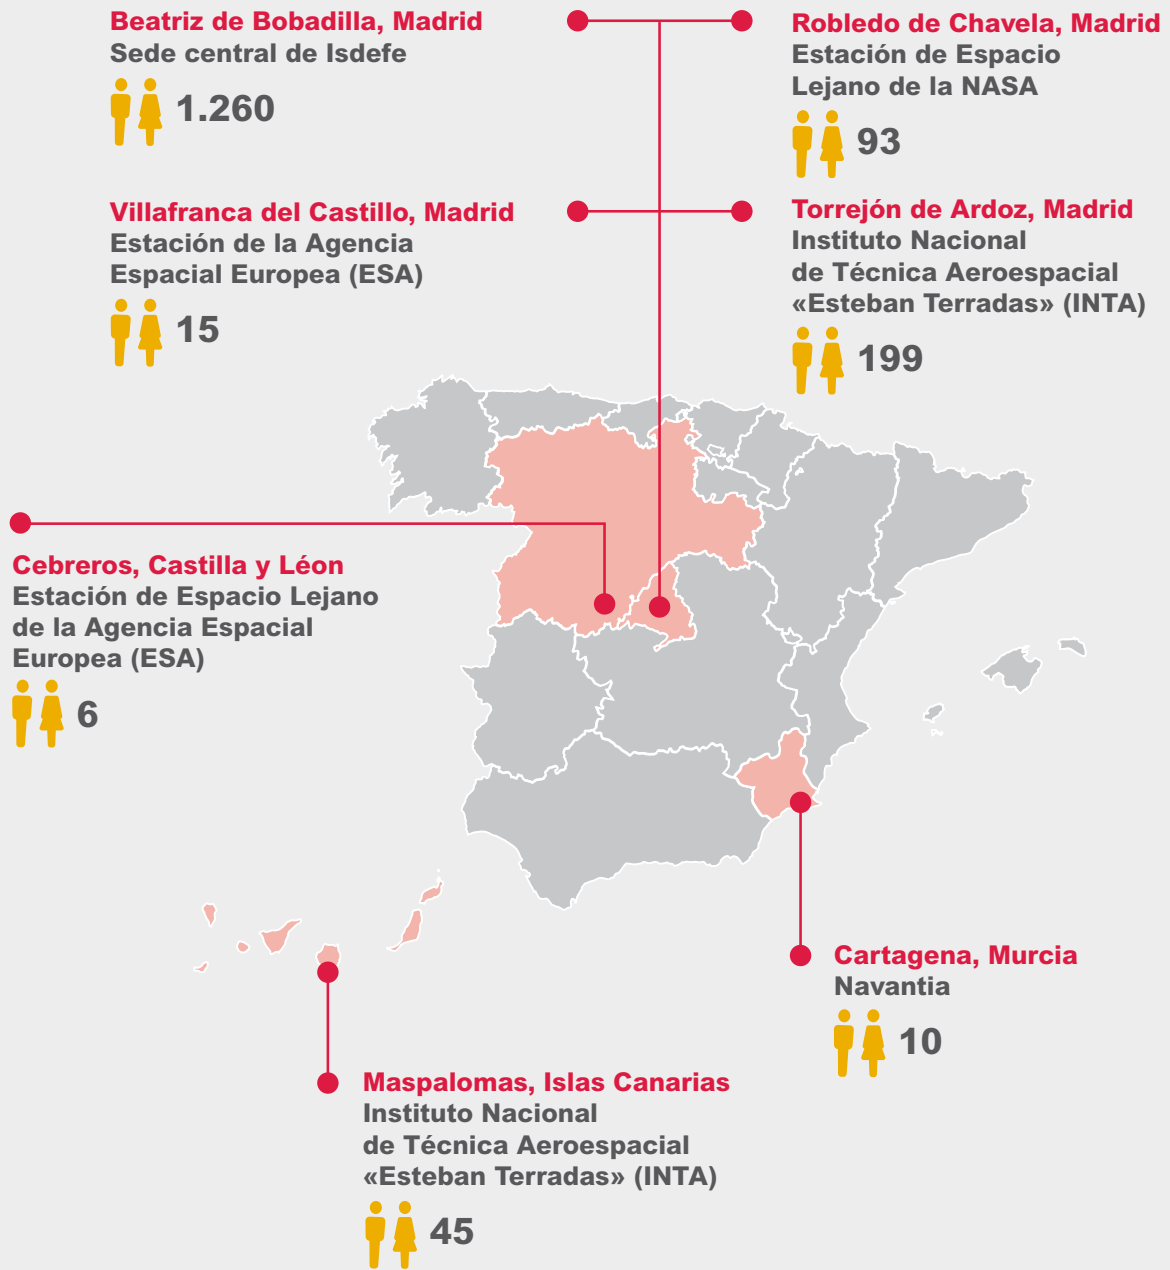 Beatriz de Bobadilla, Madrid
Sede central de Isdefe
1.260
Robledo de Chavela, Madrid
Estación de Espacio
Lejano de la NASA
93
Villafranca del Castillo, Madrid
Estación de la Agencia
Espacial Europea (ESA)
15
Torrejón de Ardoz, Madrid
Instituto Nacional
de Técnica Aeroespacial
«Esteban Terradas» (INTA)
199
Cebreros, Castilla y Léon
Estación de Espacio Lejano
de la Agencia Espacial
Europea (ESA)
6
Cartagena, Murcia
Navantia
10
Maspalomas, Islas Canarias
Instituto Nacional
de Técnica Aeroespacial
«Esteban Terradas» (INTA)
45